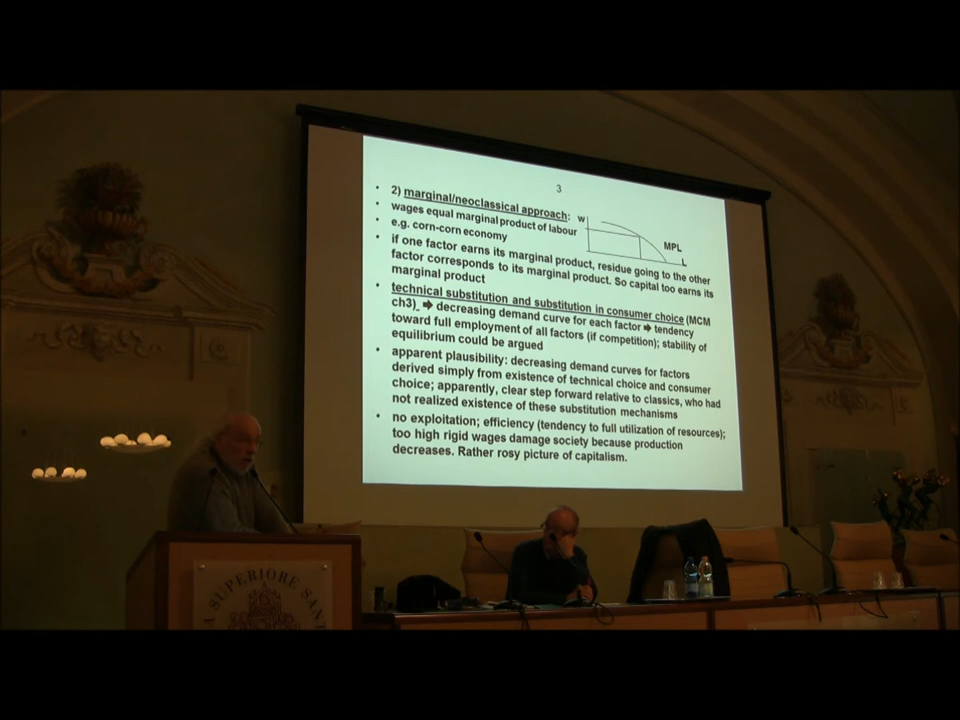 3
• 2) marginal/neoclassical approach:
• wages equal marginal product of labour
• e.g. corn-corn economy
w
MPL
L
• if one factor earns its marginal product, residue going to the other
factor corresponds to its marginal product. So capital too earns its
marginal product
• technical substitution and substitution in consumer choice (MCM
ch3) ➡ decreasing demand curve for each factor ➡ tendency
toward full employment of all factors (if competition); stability of
equilibrium could be argued
• apparent plausibility: decreasing demand curves for factors
derived simply from existence of technical choice and consumer
choice; apparently, clear step forward relative to classics, who had
not realized existence of these substitution mechanisms
• no exploitation; efficiency (tendency to full utilization of resources);
too high rigid wages damage society because production
decreases. Rather rosy picture of capitalism.
A SUPERIORE SANT